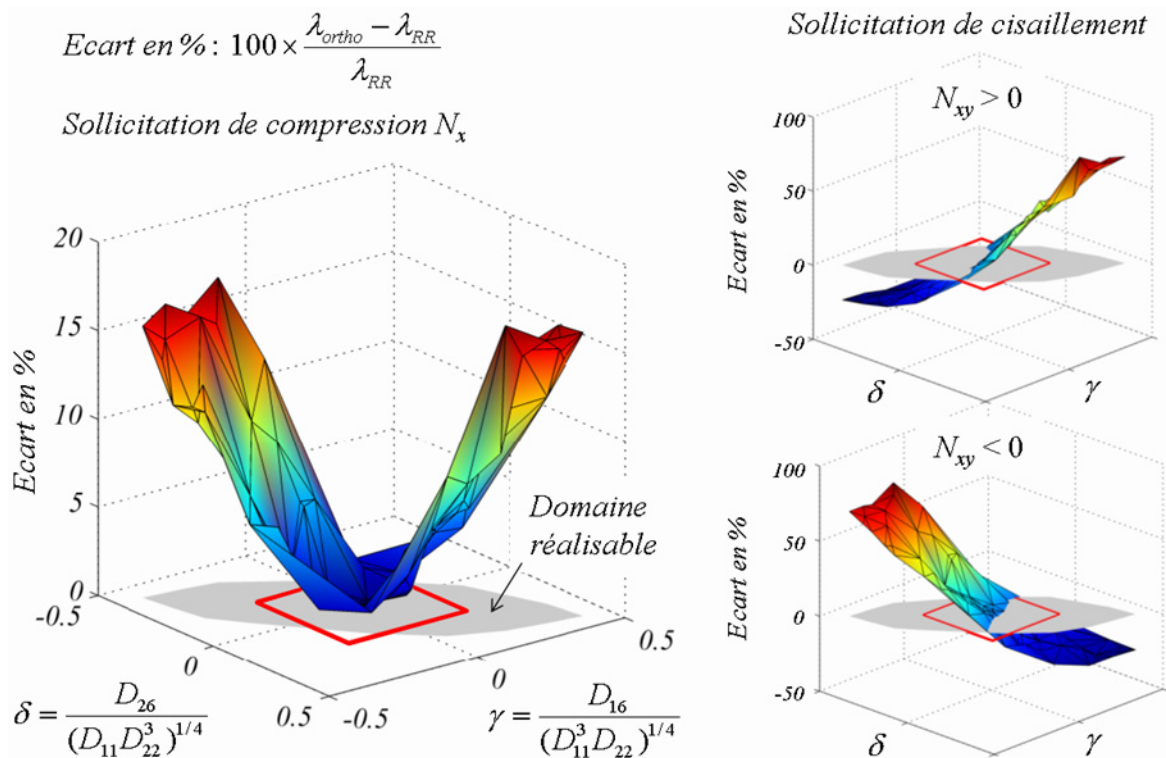 Ecart en % : 100 × (λ_ortho − λ_RR) / λ_RR
Sollicitation de compression N_x
Ecart en %
20
15
10
5
0
-0.5
0
0.5
-0.5
0
0.5
Domaine
réalisable
δ = D_26 / (D_11 D_22^3)^1/4
γ = D_16 / (D_11^3 D_22)^1/4
Sollicitation de cisaillement
N_xy > 0
Ecart en %
100
50
0
-50
δ
γ
N_xy < 0
Ecart en %
100
50
0
-50
δ
γ